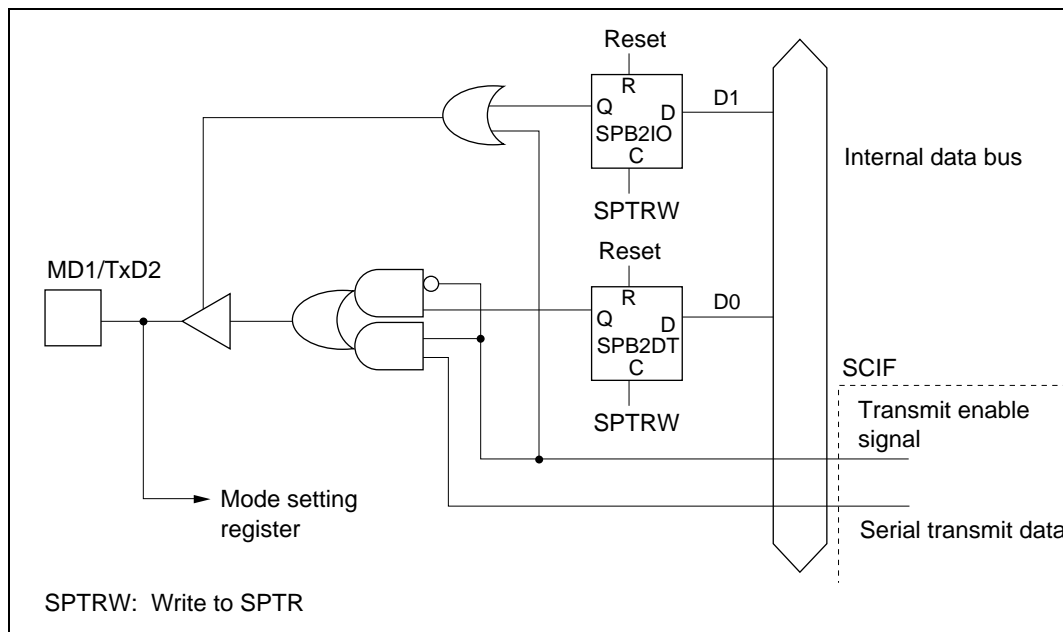 Reset
R
Q
D
D1
SPB2IO
C
SPTRW
Internal data bus
Reset
MD1/TxD2
R
Q
D
D0
SPB2DT
C
SPTRW
SCIF
Transmit enable
signal
Mode setting
register
Serial transmit data
SPTRW: Write to SPTR